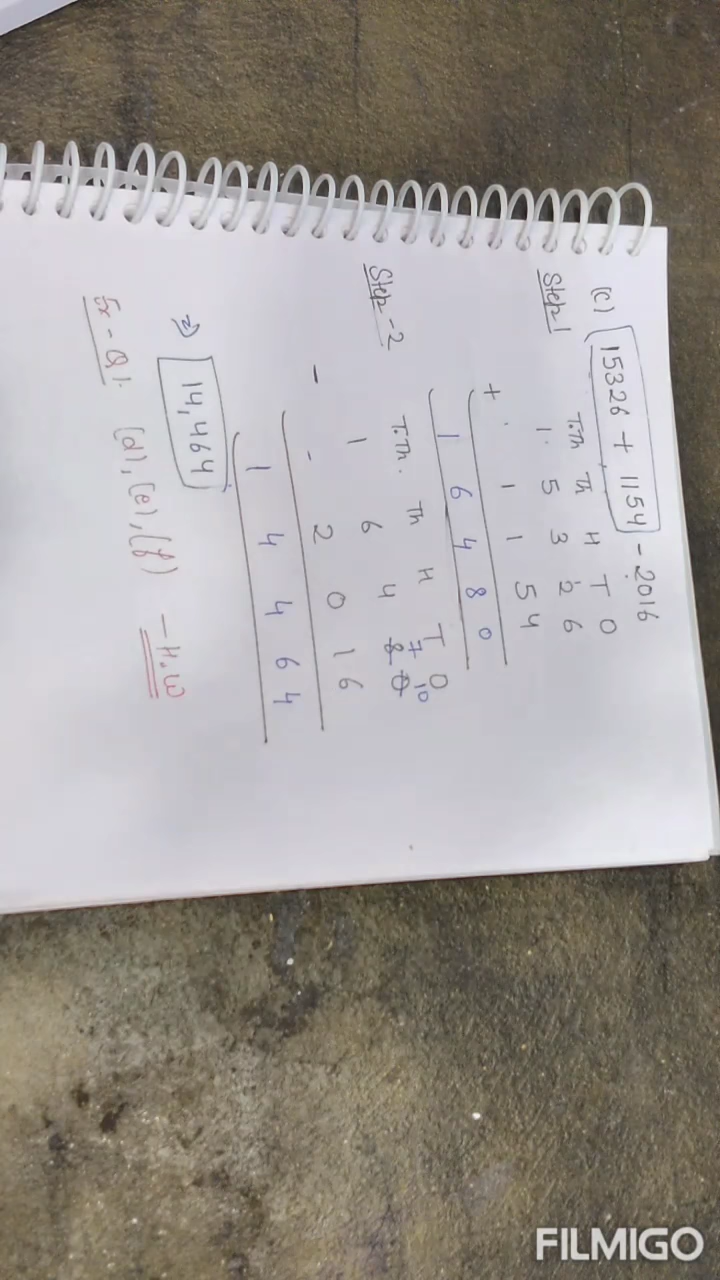 (c) 15326 + 1154 - 2016
Step 1
T.Th Th H T O
1 5 3 2 6
+ 1 1 5 4
1 6 4 8 0
Step - 2
T.Th. Th H T O
7 10
1 6 4 8 0
- 2 0 1 6
1 4 4 6 4
⇒ 14,464
Ex - Q1. (d), (e), (f) - H.W
FILMIGO